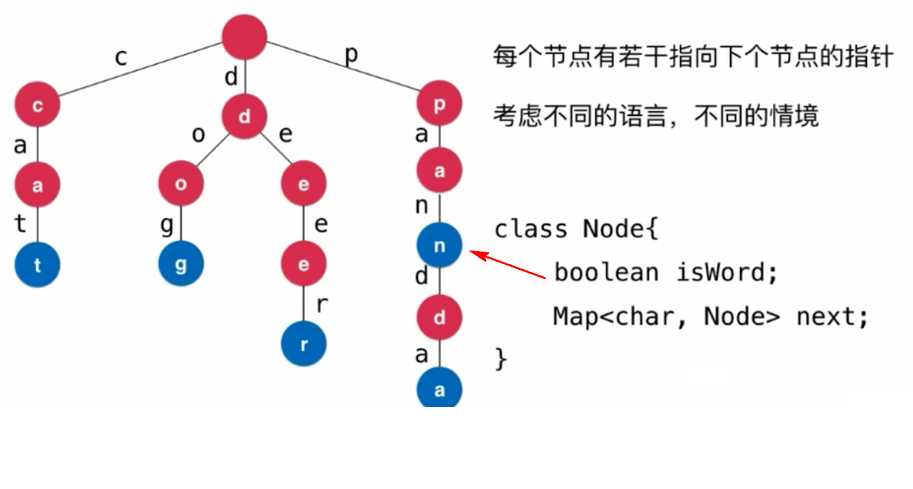 c
d
p
c
d
p
a
o
e
a
a
o
e
a
t
g
e
n
t
g
e
n
r
d
r
d
a
a
每个节点有若干指向下个节点的指针
考虑不同的语言，不同的情境
class Node{
boolean isWord;
Map<char, Node> next;
}